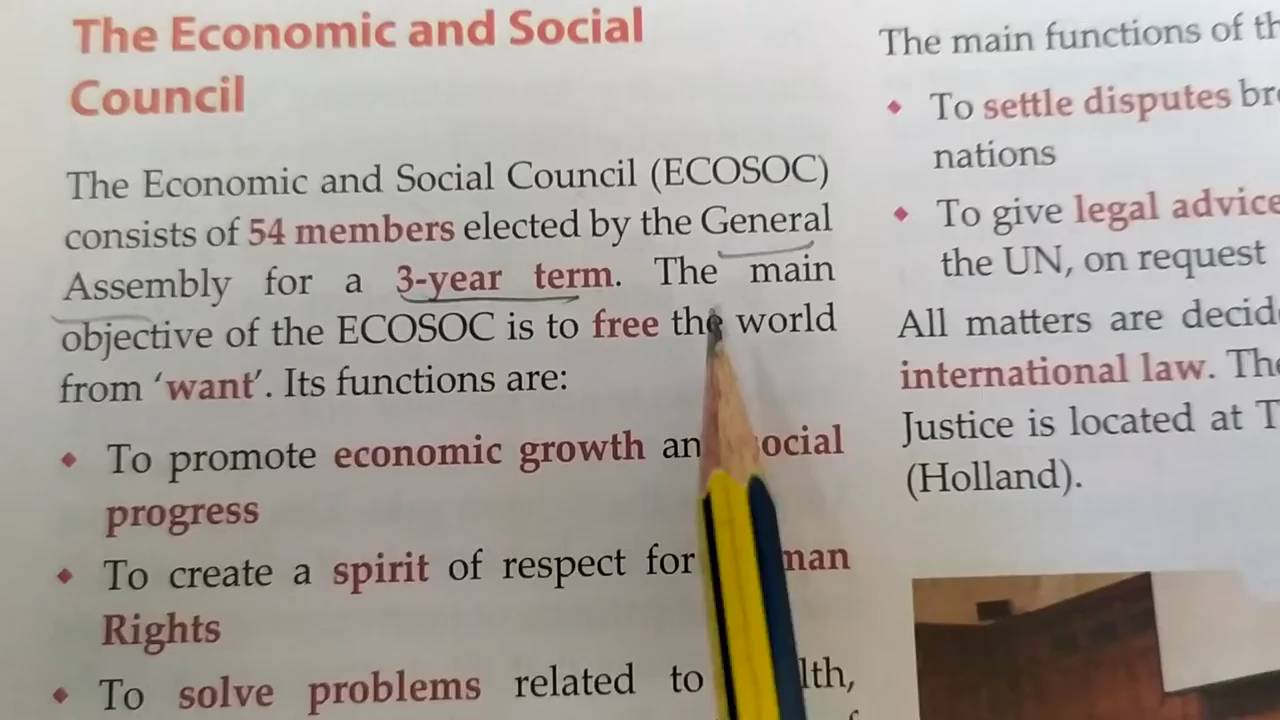 The Economic and Social
Council
The Economic and Social Council (ECOSOC)
consists of 54 members elected by the General
Assembly for a 3-year term. The main
objective of the ECOSOC is to free the world
from ‘want’. Its functions are:
To promote economic growth
progress
To create a spirit of respect for
Rights
To solve problems related to
The main functions of
To settle disputes
nations
To give legal advice
the UN, on request
All matters are
international law.
Justice is located at
(Holland).